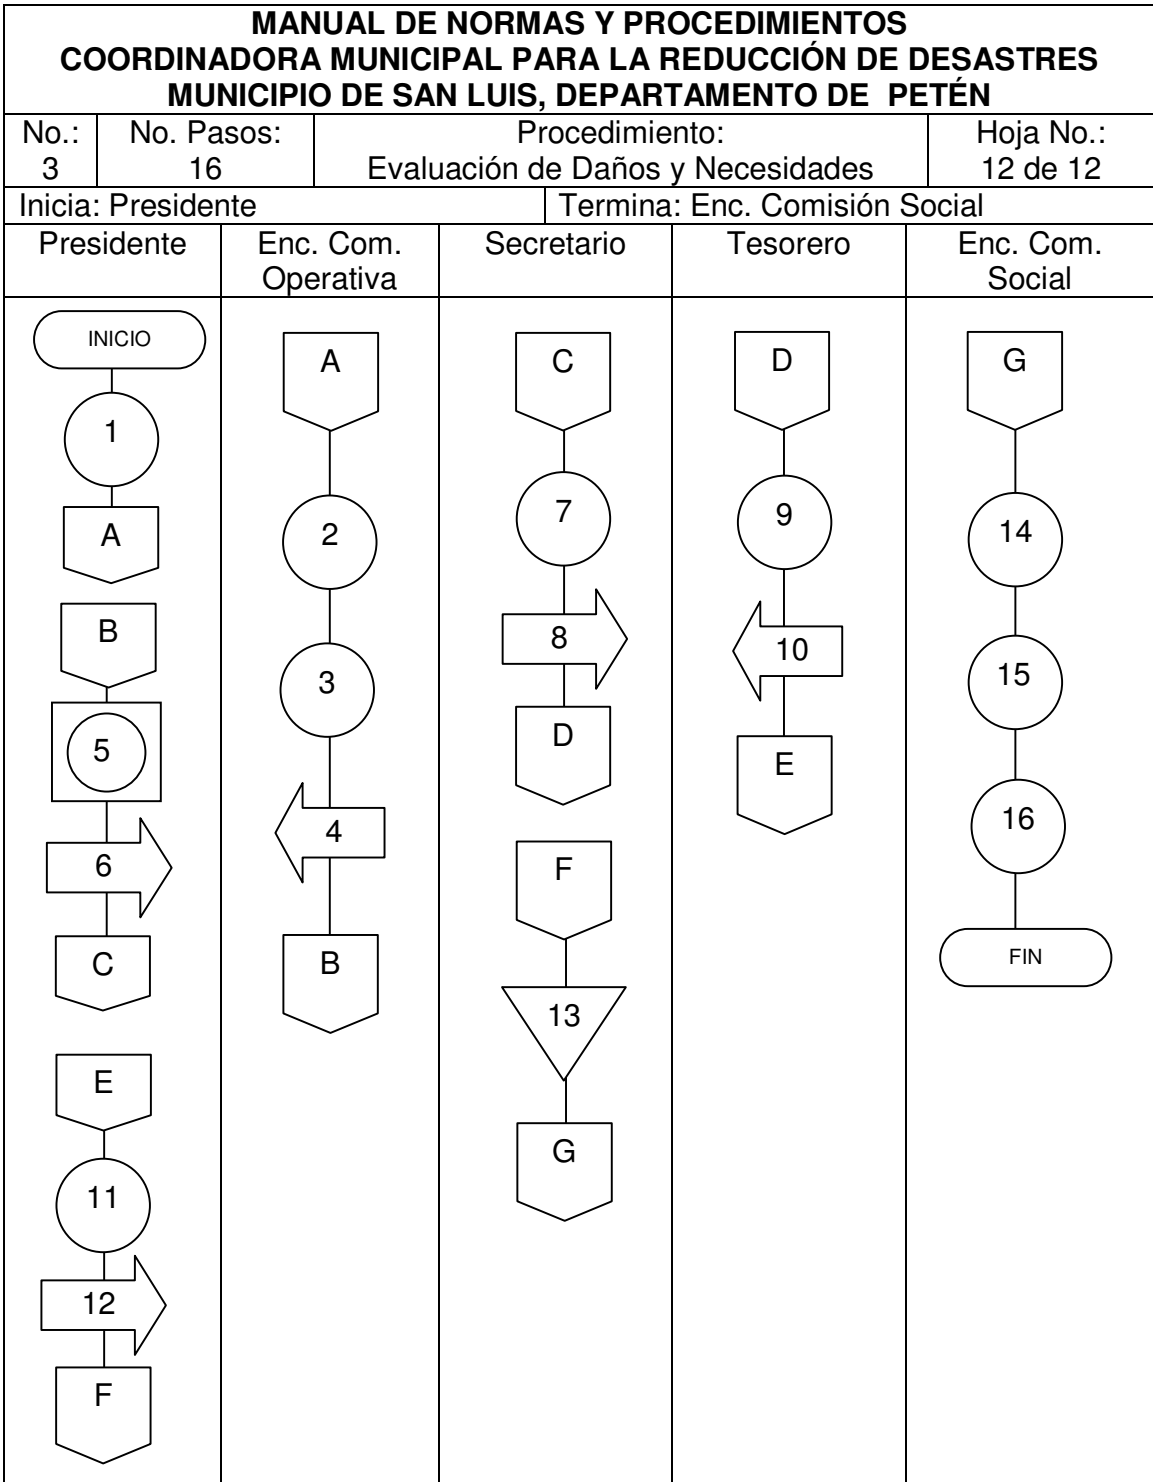 MANUAL DE NORMAS Y PROCEDIMIENTOS
COORDINADORA MUNICIPAL PARA LA REDUCCIÓN DE DESASTRES
MUNICIPIO DE SAN LUIS, DEPARTAMENTO DE PETÉN
No.:
3
No. Pasos:
16
Procedimiento:
Evaluación de Daños y Necesidades
Hoja No.:
12 de 12
Inicia: Presidente
Termina: Enc. Comisión Social
Presidente
Enc. Com.
Operativa
Secretario
Tesorero
Enc. Com.
Social
INICIO
1
A
B
5
6
C
E
11
12
F
A
2
3
4
B
C
7
8
D
F
13
G
D
9
10
E
G
14
15
16
FIN